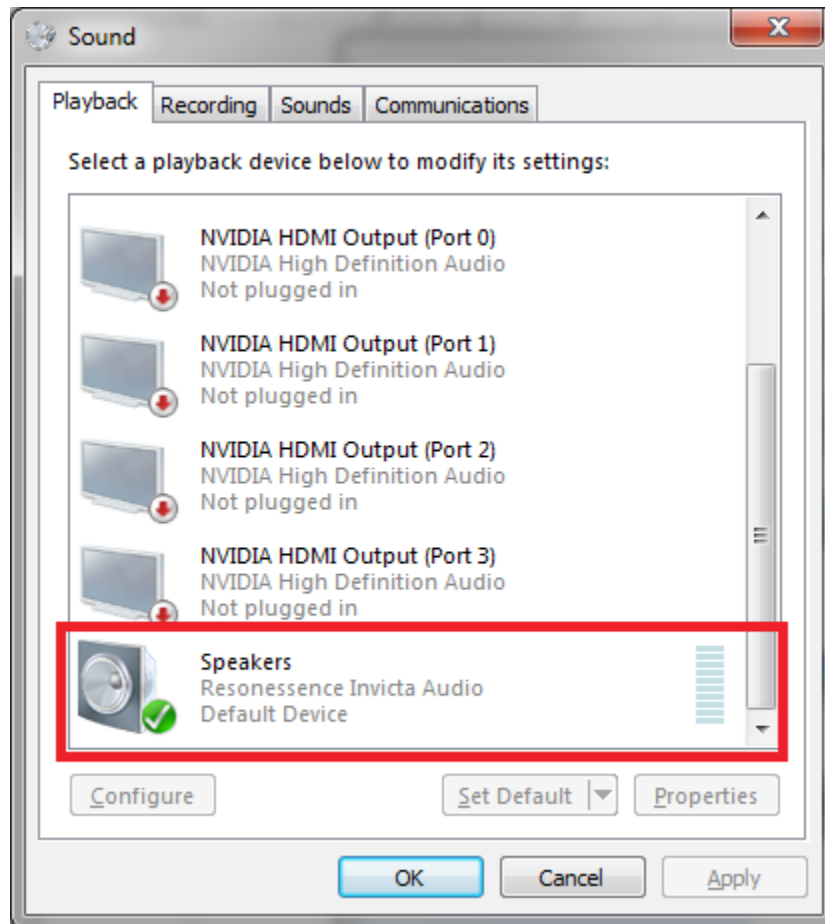 Sound
Playback Recording Sounds Communications
Select a playback device below to modify its settings:
NVIDIA HDMI Output (Port 0)
NVIDIA High Definition Audio
Not plugged in
NVIDIA HDMI Output (Port 1)
NVIDIA High Definition Audio
Not plugged in
NVIDIA HDMI Output (Port 2)
NVIDIA High Definition Audio
Not plugged in
NVIDIA HDMI Output (Port 3)
NVIDIA High Definition Audio
Not plugged in
Speakers
Resonessence Invicta Audio
Default Device
Configure Set Default Properties
OK Cancel Apply